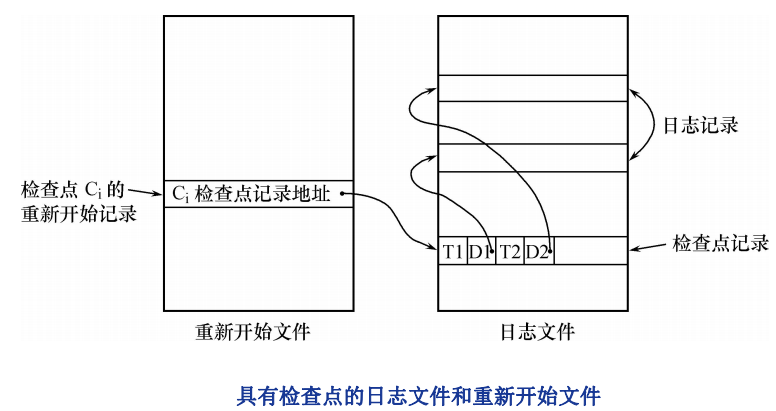 日志记录
检查点 Ci 的
重新开始记录
Ci 检查点记录地址
T1 D1 T2 D2
检查点记录
重新开始文件
日志文件
具有检查点的日志文件和重新开始文件